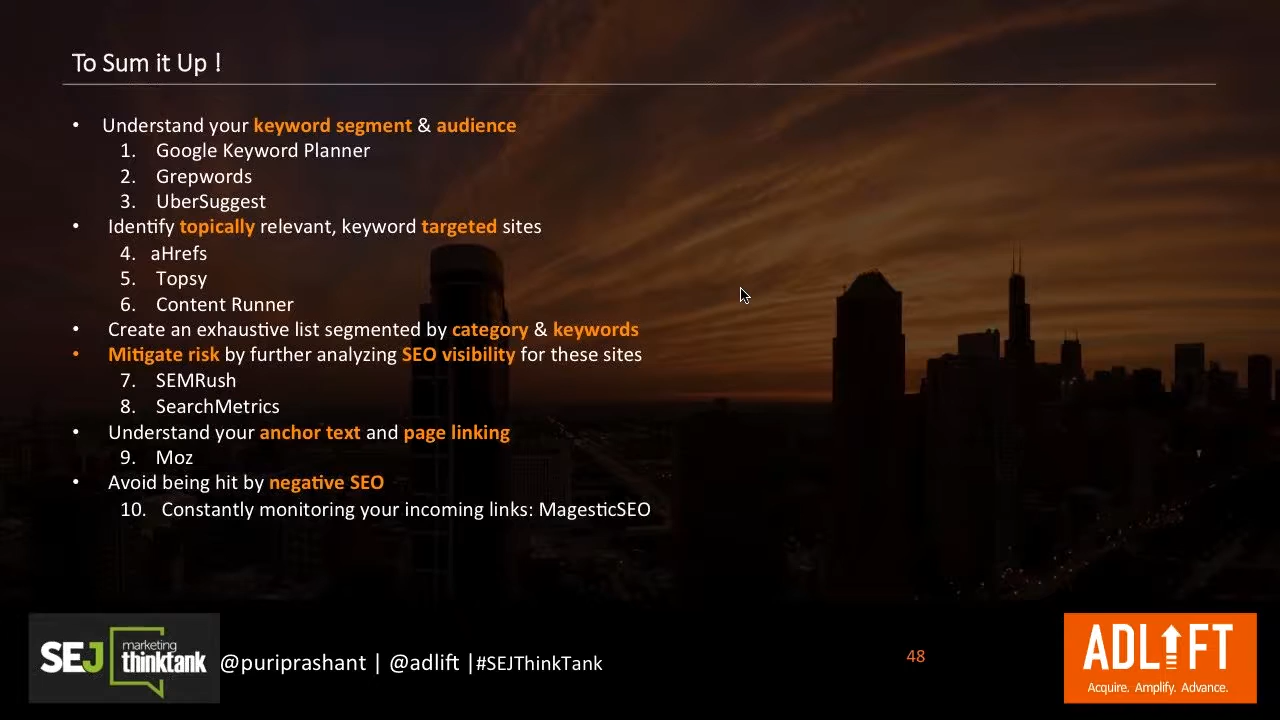 To Sum it Up !
• Understand your keyword segment & audience
1. Google Keyword Planner
2. Grepwords
3. UberSuggest
• Identify topically relevant, keyword targeted sites
4. aHrefs
5. Topsy
6. Content Runner
• Create an exhaustive list segmented by category & keywords
• Mitigate risk by further analyzing SEO visibility for these sites
7. SEMRush
8. SearchMetrics
• Understand your anchor text and page linking
9. Moz
• Avoid being hit by negative SEO
10. Constantly monitoring your incoming links: MagesticSEO
SEJ marketing thinktank
@puriprashant | @adlift |#SEJThinkTank
48
ADLIFT
Acquire. Amplify. Advance.